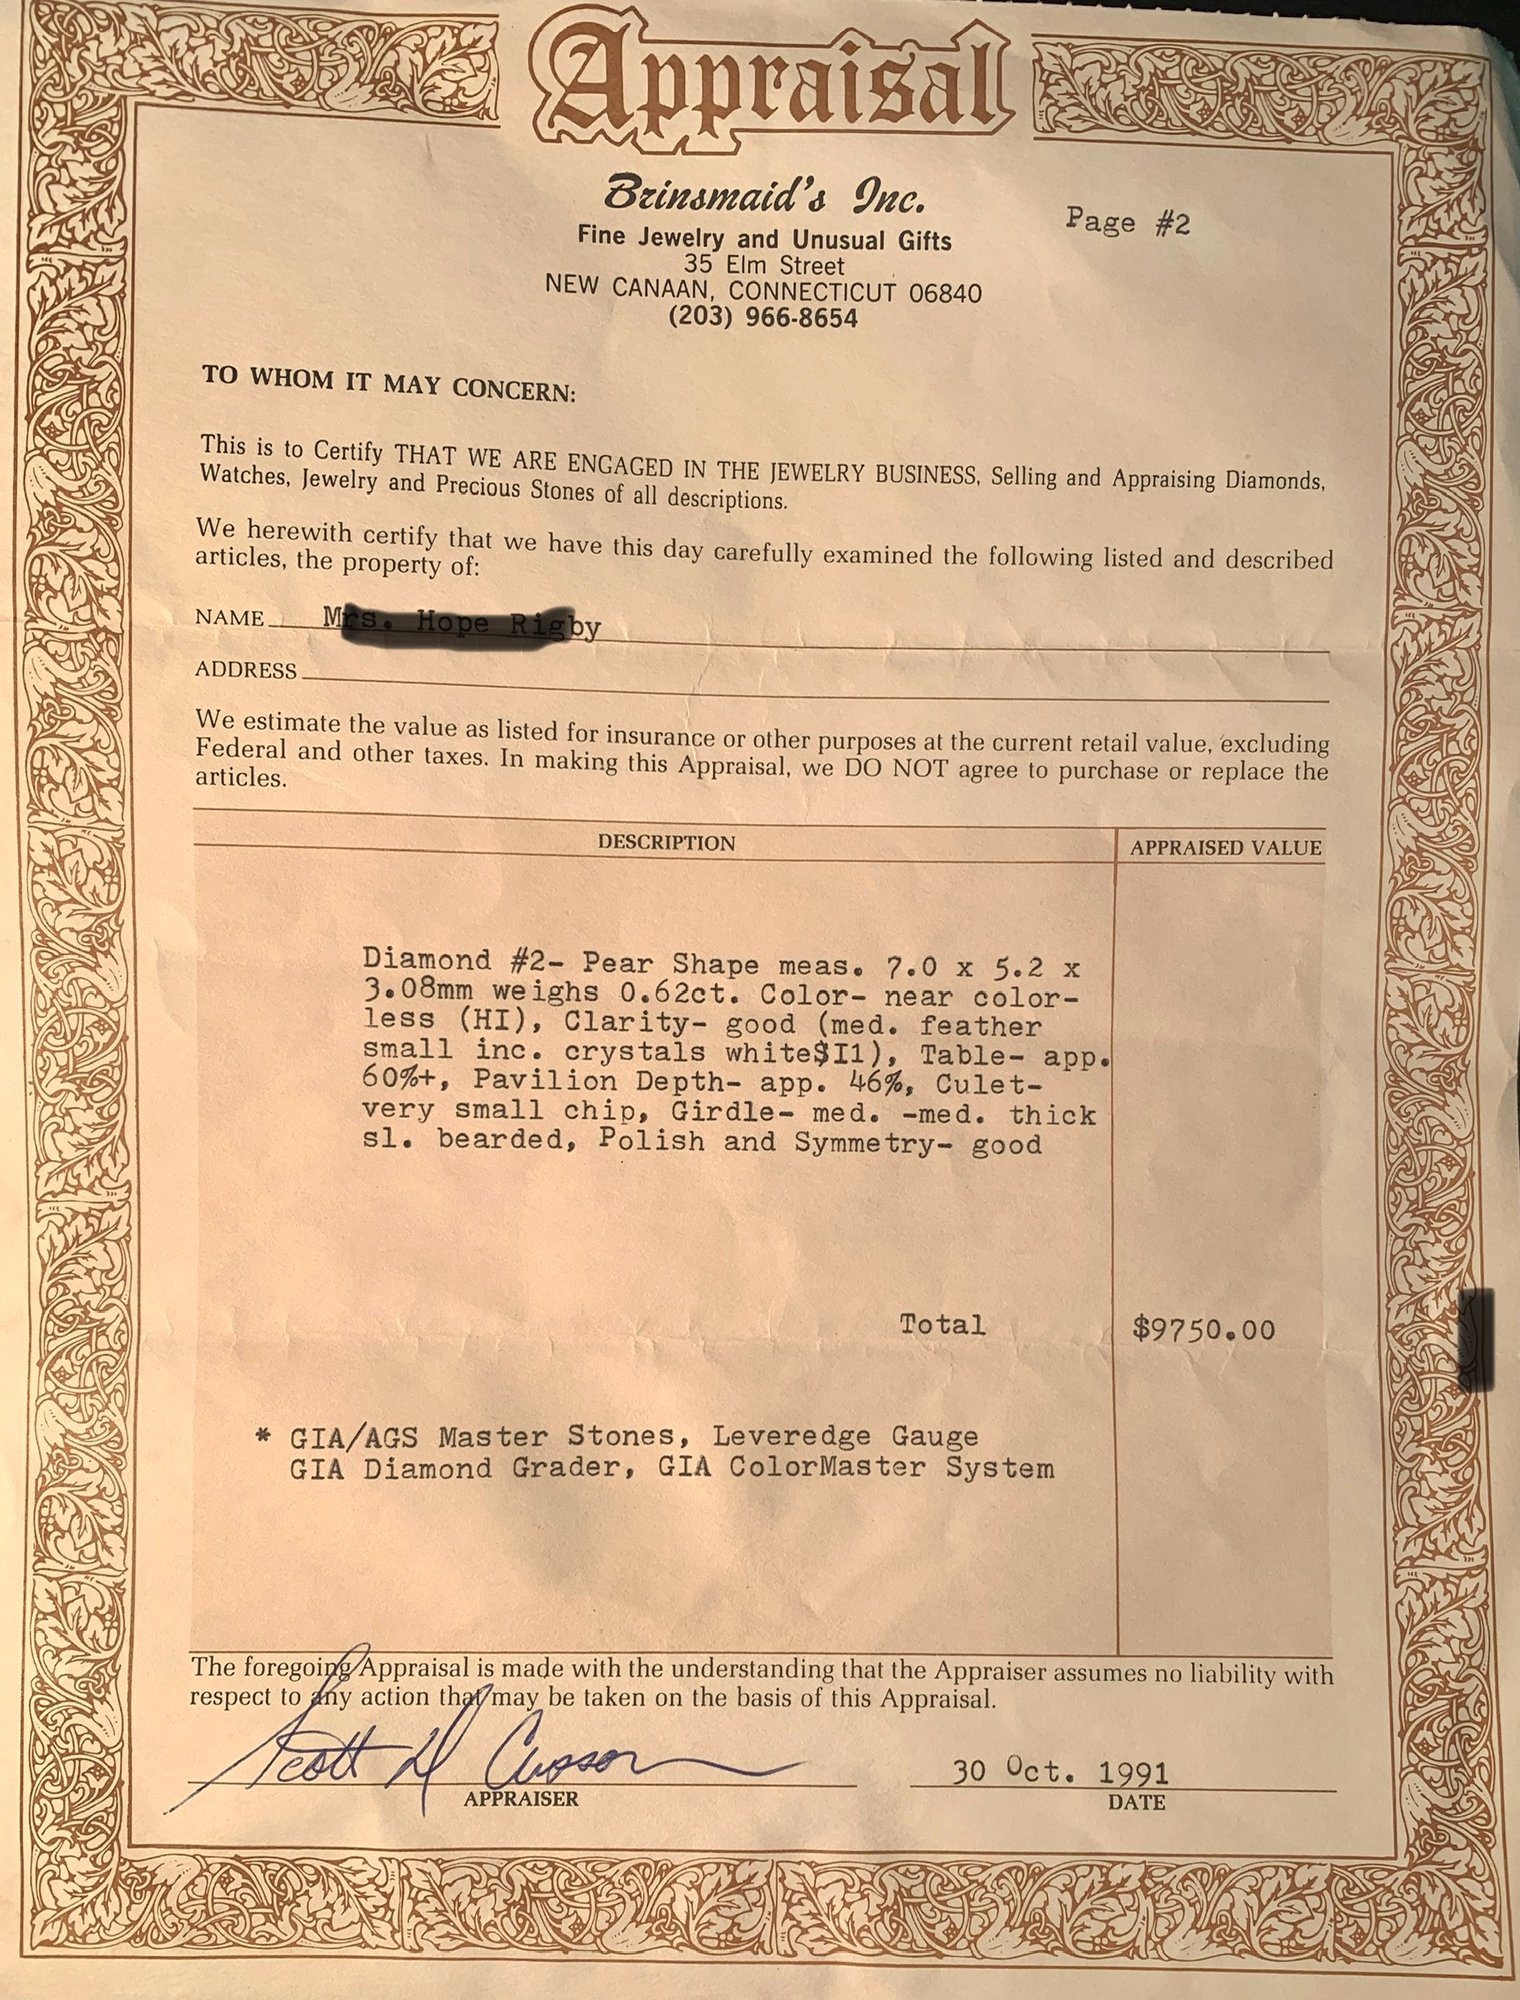 Appraisal
Brinsmaid's Inc.
Page #2
Fine Jewelry and Unusual Gifts
35 Elm Street
NEW CANAAN, CONNECTICUT 06840
(203) 966-8654
TO WHOM IT MAY CONCERN:
This is to Certify THAT WE ARE ENGAGED IN THE JEWELRY BUSINESS, Selling and Appraising Diamonds,
Watches, Jewelry and Precious Stones of all descriptions.
We herewith certify that we have this day carefully examined the following listed and described
articles, the property of:
NAME Mrs. Hope Rigby
ADDRESS
We estimate the value as listed for insurance or other purposes at the current retail value, excluding
Federal and other taxes. In making this Appraisal, we DO NOT agree to purchase or replace the
articles.
DESCRIPTION
APPRAISED VALUE
Diamond #2- Pear Shape meas. 7.0 x 5.2 x
3.08mm weighs 0.62ct. Color- near color-
less (HI), Clarity- good (med. feather
small inc. crystals white$I1), Table- app.
60%+, Pavilion Depth- app. 46%, Culet-
very small chip, Girdle- med. -med. thick
sl. bearded, Polish and Symmetry- good
Total $9750.00
* GIA/AGS Master Stones, Leveredge Gauge
GIA Diamond Grader, GIA ColorMaster System
The foregoing Appraisal is made with the understanding that the Appraiser assumes no liability with
respect to any action that may be taken on the basis of this Appraisal.
Scott
30 Oct. 1991
APPRAISER
DATE